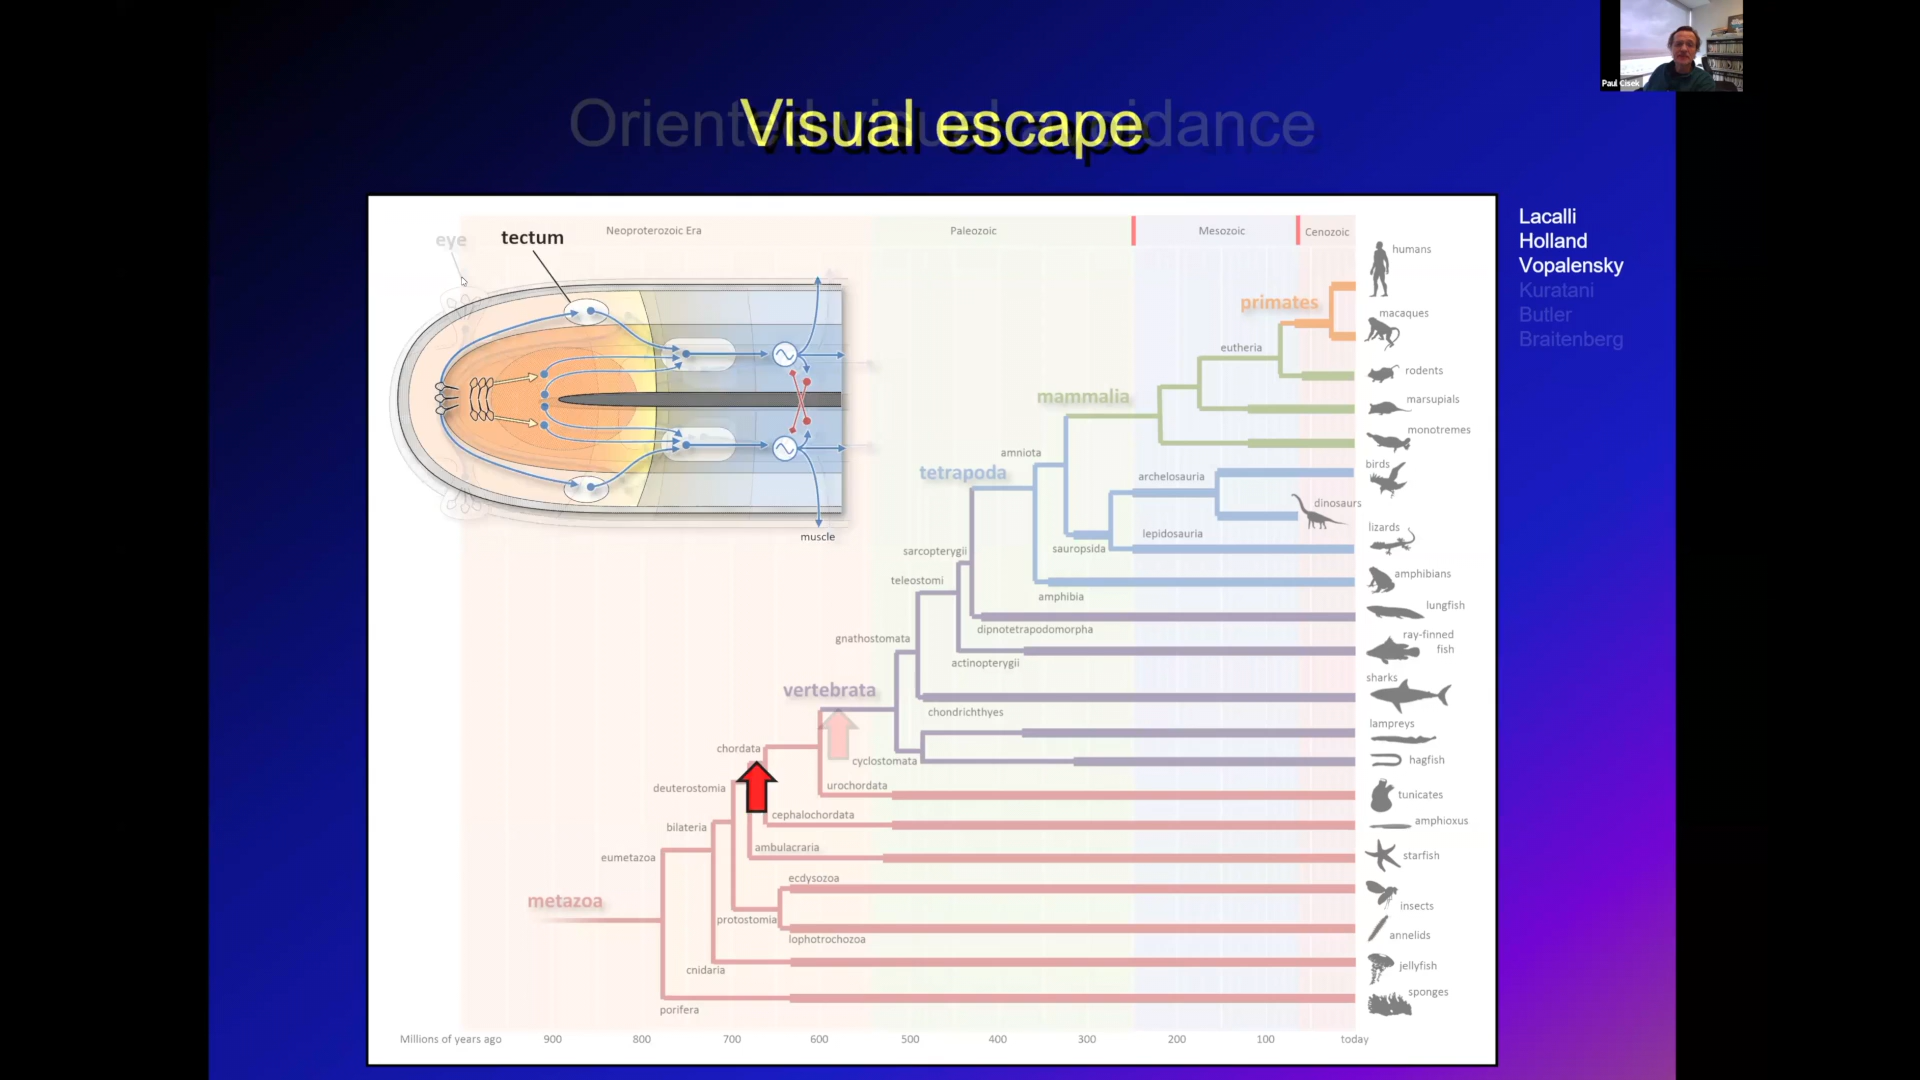 Paul Cisek
Visual escape
Oriented visual avoidance
Lacalli
Holland
Vopalensky
Kuratani
Butler
Braitenberg
eye
tectum
muscle
Neoproterozoic Era
Paleozoic
Mesozoic
Cenozoic
humans
primates
macaques
eutheria
rodents
mammalia
marsupials
monotremes
amniota
birds
tetrapoda
archelosauria
dinosaurs
lizards
lepidosauria
sauropsida
sarcopterygii
amphibians
teleostomi
amphibia
lungfish
dipnotetrapodomorpha
ray-finned
fish
gnathostomata
actinopterygii
sharks
vertebrata
chondrichthyes
lampreys
chordata
cyclostomata
hagfish
urochordata
deuterostomia
tunicates
cephalochordata
amphioxus
bilateria
ambulacraria
starfish
eumetazoa
ecdysozoa
metazoa
insects
protostomia
lophotrochozoa
annelids
cnidaria
jellyfish
sponges
porifera
Millions of years ago 900 800 700 600 500 400 300 200 100 today